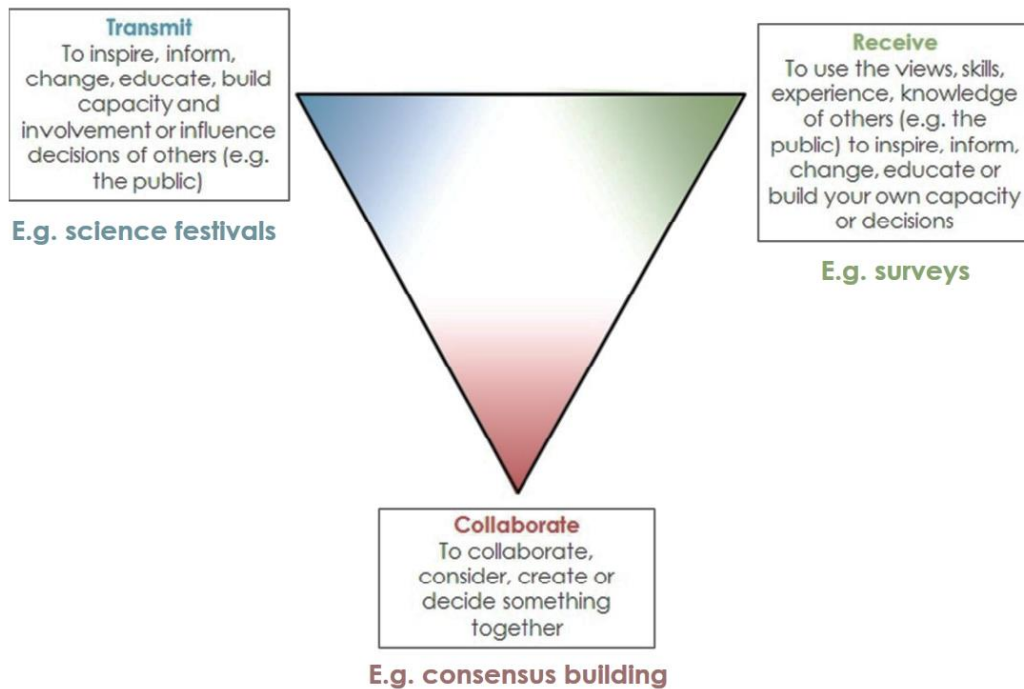 Transmit
To inspire, inform,
change, educate, build
capacity and
involvement or influence
decisions of others (e.g.
the public)
E.g. science festivals
Receive
To use the views, skills,
experience, knowledge
of others (e.g. the
public) to inspire, inform,
change, educate or
build your own capacity
or decisions
E.g. surveys
Collaborate
To collaborate,
consider, create or
decide something
together
E.g. consensus building